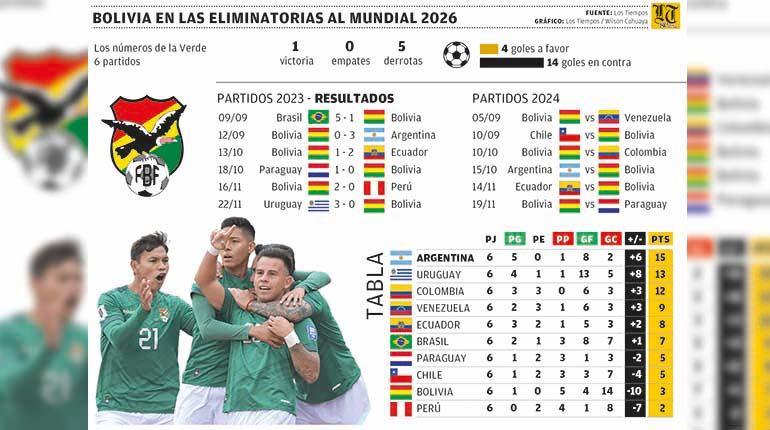 BOLIVIA EN LAS ELIMINATORIAS AL MUNDIAL 2026
FUENTE: Los Tiempos
GRÁFICO: Los Tiempos / Wilson Cahuaya
LT
Los números de la Verde
6 partidos
1 victoria
0 empates
5 derrotas
4 goles a favor
14 goles en contra
FBF
PARTIDOS 2023 - RESULTADOS
09/09 Brasil 5 - 1 Bolivia
12/09 Bolivia 0 - 3 Argentina
13/10 Bolivia 1 - 2 Ecuador
18/10 Paraguay 1 - 0 Bolivia
16/11 Bolivia 2 - 0 Perú
22/11 Uruguay 3 - 0 Bolivia
PARTIDOS 2024
05/09 Bolivia vs Venezuela
10/09 Chile vs Bolivia
10/10 Bolivia vs Colombia
15/10 Argentina vs Bolivia
14/11 Ecuador vs Bolivia
19/11 Bolivia vs Paraguay
21
TABLA
PJ PG PE PP GF GC +/- PTS
ARGENTINA 6 5 0 1 8 2 +6 15
URUGUAY 6 4 1 1 13 5 +8 13
COLOMBIA 6 3 3 0 6 3 +3 12
VENEZUELA 6 2 3 1 6 3 +3 9
ECUADOR 6 3 2 1 5 3 +2 8
BRASIL 6 2 1 3 8 7 +1 7
PARAGUAY 6 1 2 3 1 3 -2 5
CHILE 6 1 2 3 3 7 -4 5
BOLIVIA 6 1 0 5 4 14 -10 3
PERÚ 6 0 2 4 1 8 -7 2